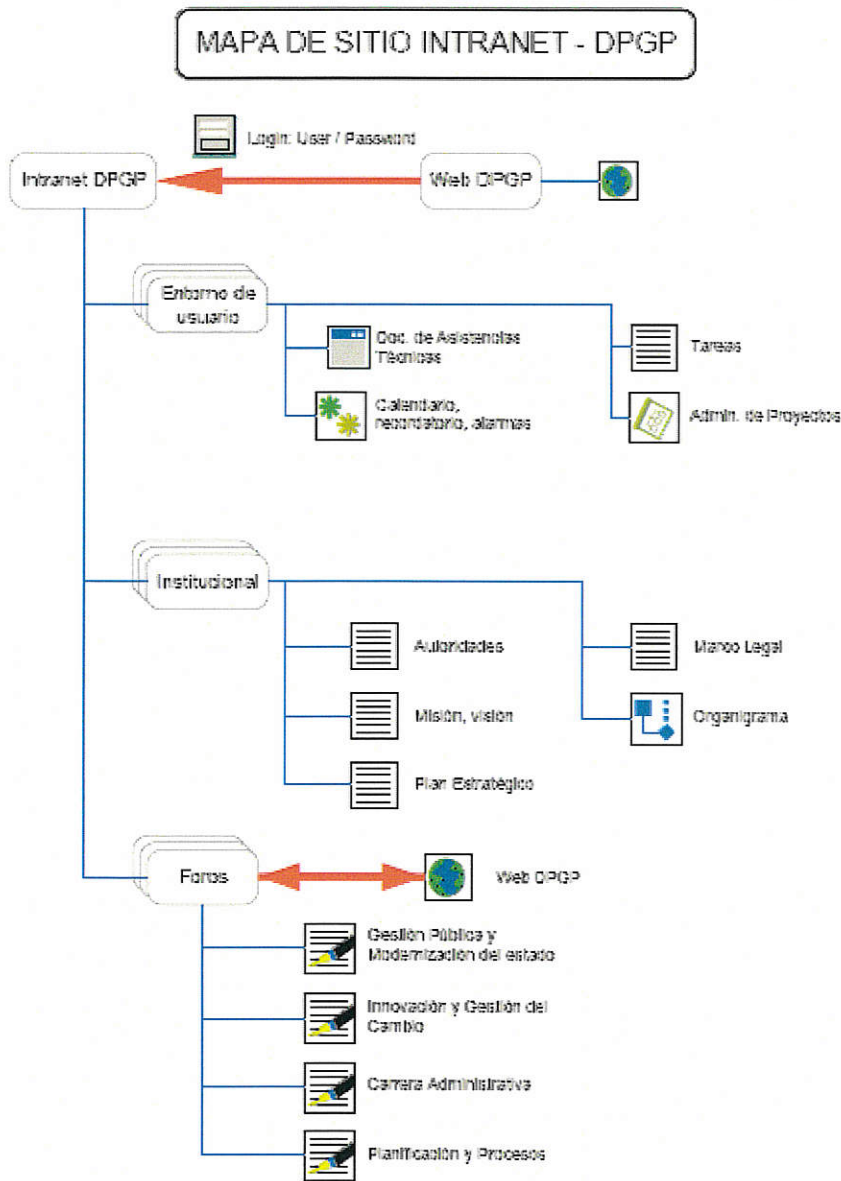 MAPA DE SITIO INTRANET - DPGP
Login: User / Password
Intranet DPGP
Web DPGP
Entorno de
usuario
Doc. de Asistencias
Técnicas
Tareas
Calendario,
recordatorio, alarmas
Admin. de Proyectos
Institucional
Autoridades
Marco Legal
Misión, visión
Organigrama
Plan Estratégico
Foros
Web DPGP
Gestión Pública y
Modernización del estado
Innovación y Gestión del
Cambio
Carrera Administrativa
Planificación y Procesos